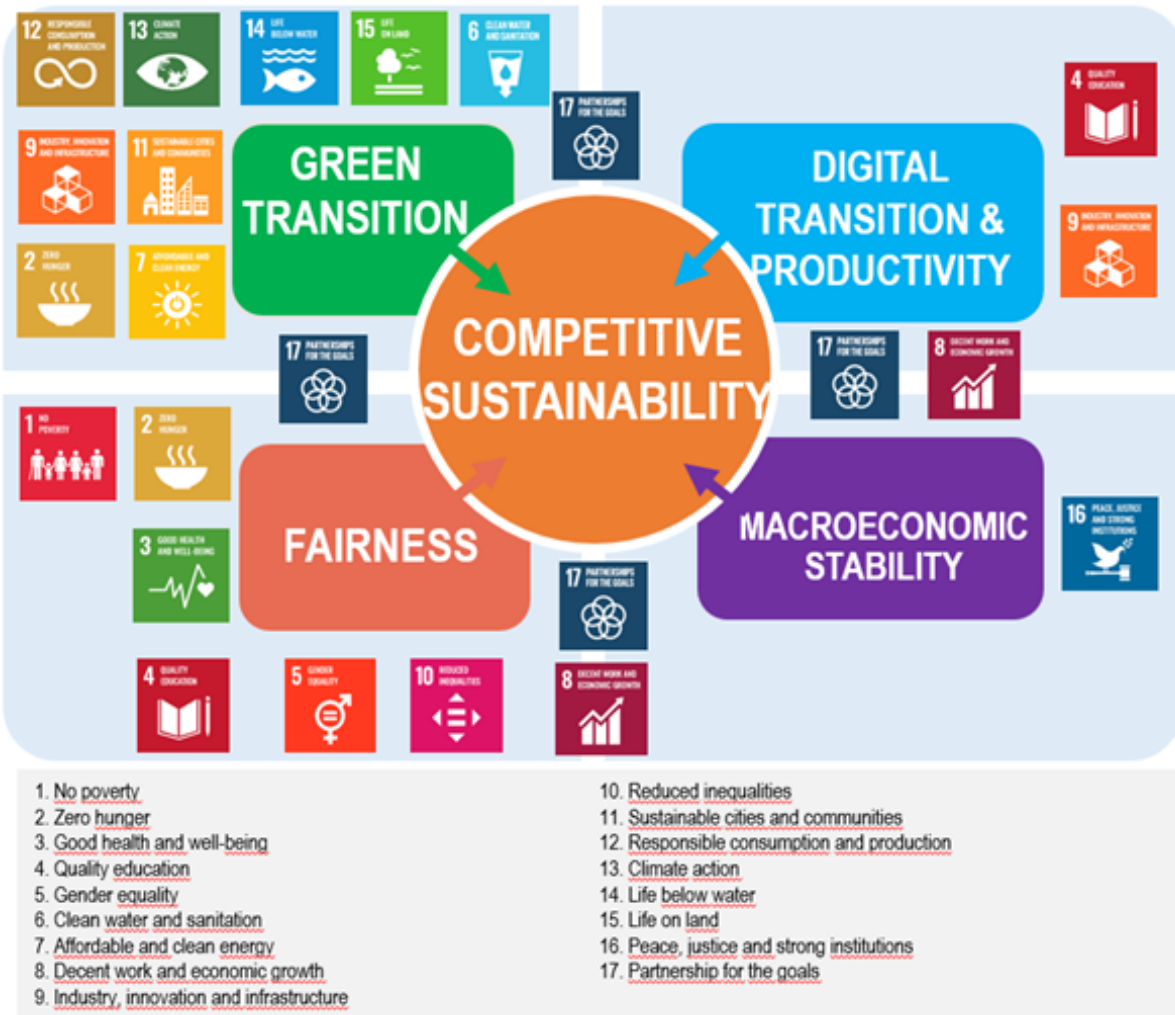 12 RESPONSIBLE
CONSUMPTION
AND PRODUCTION
13 CLIMATE
ACTION
14 LIFE
BELOW WATER
15 LIFE
ON LAND
6 CLEAN WATER
AND SANITATION
17 PARTNERSHIPS
FOR THE GOALS
4 QUALITY
EDUCATION
9 INDUSTRY, INNOVATION
AND INFRASTRUCTURE
11 SUSTAINABLE CITIES
AND COMMUNITIES
GREEN
TRANSITION
DIGITAL
TRANSITION &
PRODUCTIVITY
9 INDUSTRY, INNOVATION
AND INFRASTRUCTURE
2 ZERO
HUNGER
7 AFFORDABLE AND
CLEAN ENERGY
17 PARTNERSHIPS
FOR THE GOALS
COMPETITIVE
SUSTAINABILITY
17 PARTNERSHIPS
FOR THE GOALS
8 DECENT WORK AND
ECONOMIC GROWTH
1 NO
POVERTY
2 ZERO
HUNGER
3 GOOD HEALTH
AND WELL-BEING
FAIRNESS
MACROECONOMIC
STABILITY
16 PEACE, JUSTICE
AND STRONG
INSTITUTIONS
17 PARTNERSHIPS
FOR THE GOALS
4 QUALITY
EDUCATION
5 GENDER
EQUALITY
10 REDUCED
INEQUALITIES
8 DECENT WORK AND
ECONOMIC GROWTH
1. No poverty
2. Zero hunger
3. Good health and well-being
4. Quality education
5. Gender equality
6. Clean water and sanitation
7. Affordable and clean energy
8. Decent work and economic growth
9. Industry, innovation and infrastructure
10. Reduced inequalities
11. Sustainable cities and communities
12. Responsible consumption and production
13. Climate action
14. Life below water
15. Life on land
16. Peace, justice and strong institutions
17. Partnership for the goals